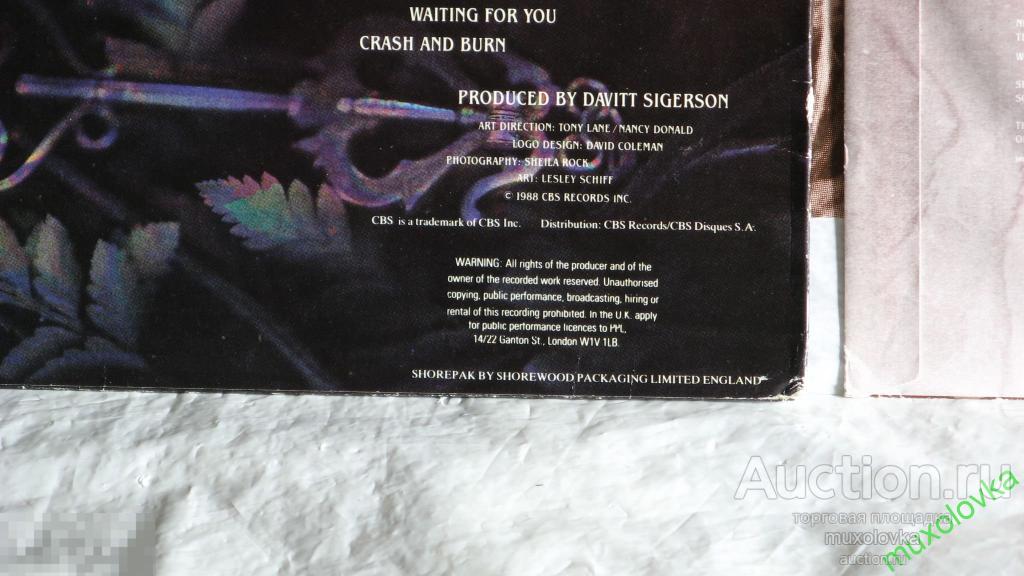 WAITING FOR YOU
CRASH AND BURN
PRODUCED BY DAVITT SIGERSON
ART DIRECTION: TONY LANE / NANCY DONALD
LOGO DESIGN: DAVID COLEMAN
PHOTOGRAPHY: SHEILA ROCK
ART: LESLEY SCHIFF
© 1988 CBS RECORDS INC.
CBS is a trademark of CBS Inc. Distribution: CBS Records/CBS Disques S.A.
WARNING: All rights of the producer and of the
owner of the recorded work reserved. Unauthorised
copying, public performance, broadcasting, hiring or
rental of this recording prohibited. In the U.K. apply
for public performance licences to PPL,
14/22 Ganton St., London W1V 1LB.
SHOREPAK BY SHOREWOOD PACKAGING LIMITED ENGLAND
Auction.ru
торговая площадка
muxolovka
auction.ru
muxolovka